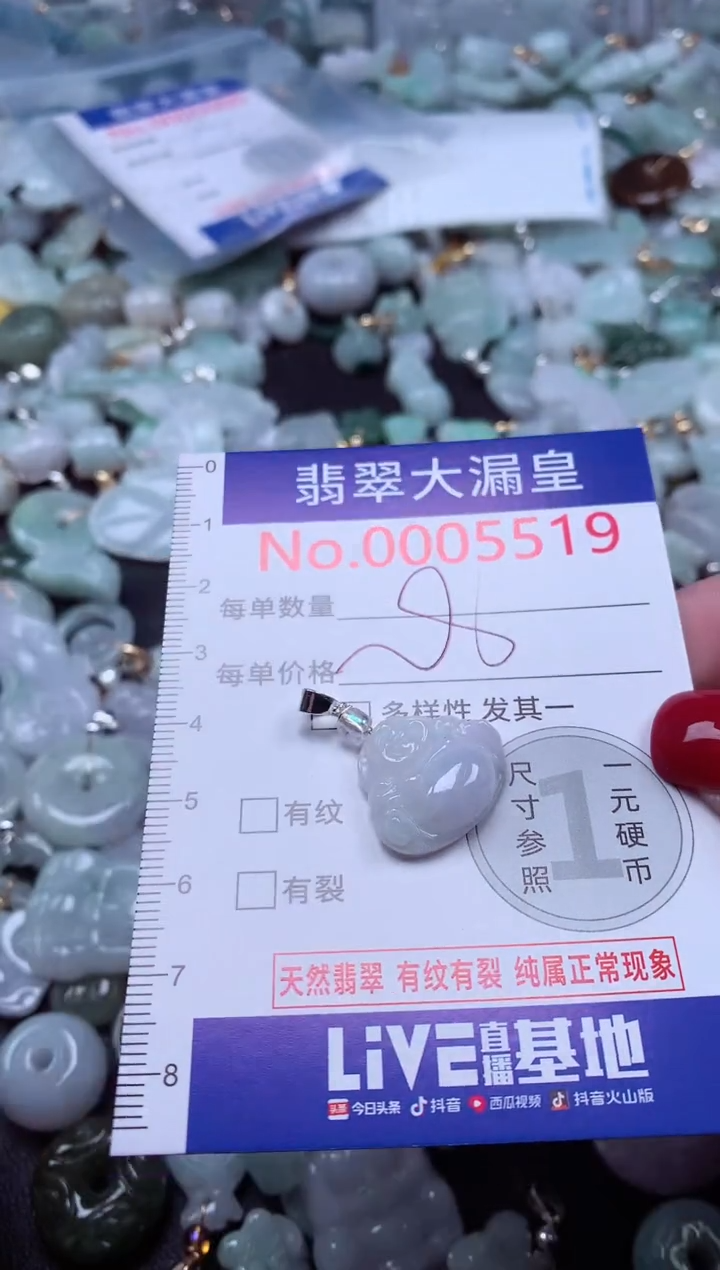 翡翠大漏皇
No.0005519
每单数量
每单价格
多样性 发其一
有纹
有裂
尺寸参照
1
一元硬币
天然翡翠 有纹有裂 纯属正常现象
LiVE直播基地
头条 今日头条 抖音 西瓜视频 抖音火山版
0
1
2
3
4
5
6
7
8